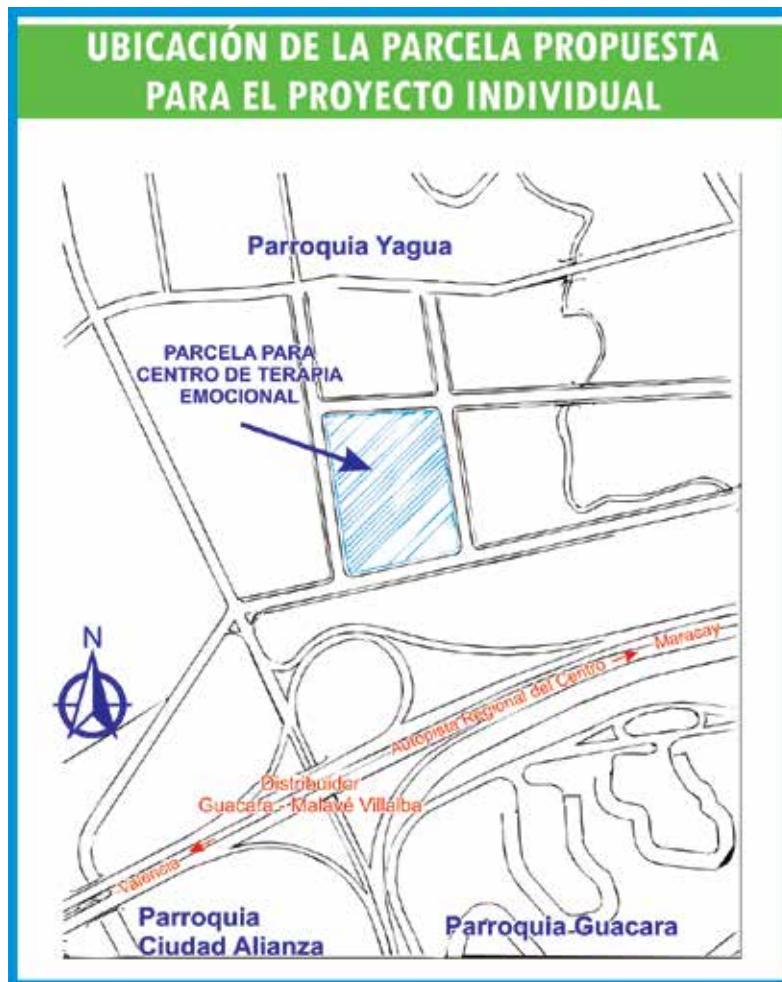 UBICACIÓN DE LA PARCELA PROPUESTA
PARA EL PROYECTO INDIVIDUAL
Parroquia Yagua
PARCELA PARA
CENTRO DE TERAPIA
EMOCIONAL
N
Maracay
Autopista Regional del Centro
Distribuidor
Guacara - Malavé Villalba
Valencia
Parroquia
Ciudad Alianza
Parroquia Guacara